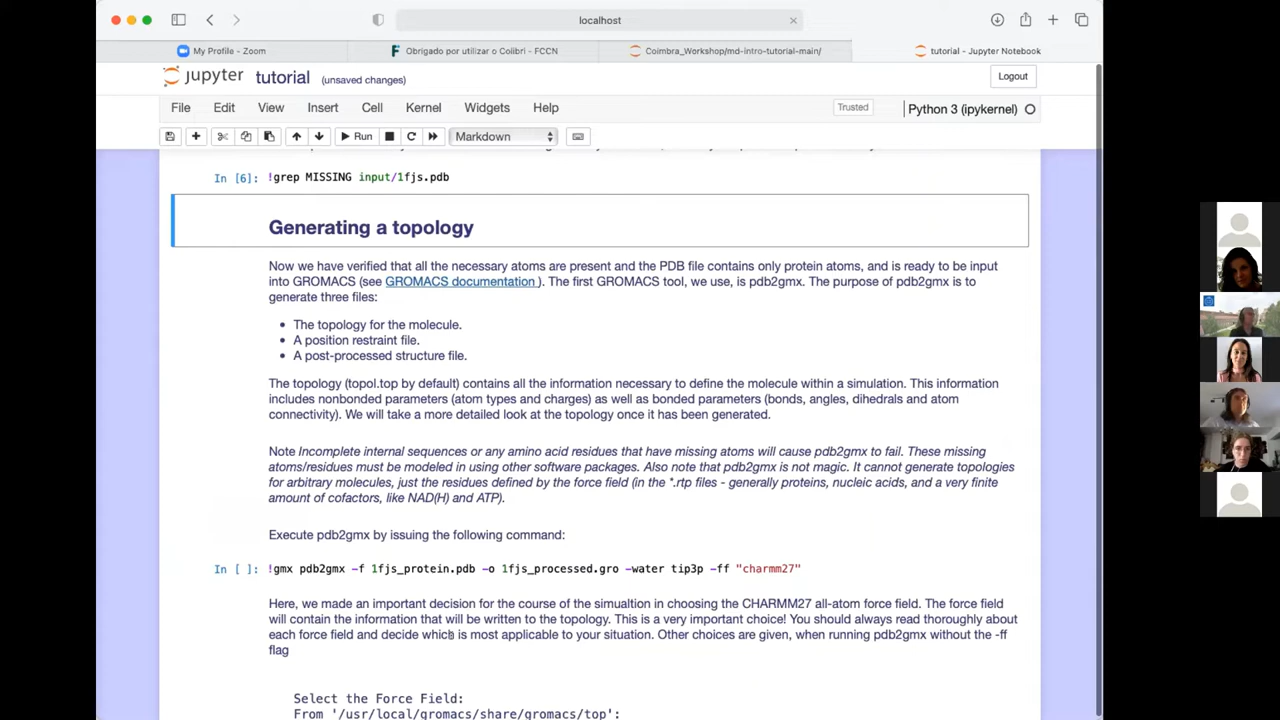 localhost
My Profile - Zoom
Obrigado por utilizar o Colibri - FCCN
Coimbra_Workshop/md-intro-tutorial-main/
tutorial - Jupyter Notebook
jupyter tutorial (unsaved changes)
Logout
File Edit View Insert Cell Kernel Widgets Help
Trusted
Python 3 (ipykernel)
Run
Markdown
In [6]: !grep MISSING input/1fjs.pdb
Generating a topology
Now we have verified that all the necessary atoms are present and the PDB file contains only protein atoms, and is ready to be input
into GROMACS (see GROMACS documentation ). The first GROMACS tool, we use, is pdb2gmx. The purpose of pdb2gmx is to
generate three files:
• The topology for the molecule.
• A position restraint file.
• A post-processed structure file.
The topology (topol.top by default) contains all the information necessary to define the molecule within a simulation. This information
includes nonbonded parameters (atom types and charges) as well as bonded parameters (bonds, angles, dihedrals and atom
connectivity). We will take a more detailed look at the topology once it has been generated.
Note Incomplete internal sequences or any amino acid residues that have missing atoms will cause pdb2gmx to fail. These missing
atoms/residues must be modeled in using other software packages. Also note that pdb2gmx is not magic. It cannot generate topologies
for arbitrary molecules, just the residues defined by the force field (in the *.rtp files - generally proteins, nucleic acids, and a very finite
amount of cofactors, like NAD(H) and ATP).
Execute pdb2gmx by issuing the following command:
In [ ]: !gmx pdb2gmx -f 1fjs_protein.pdb -o 1fjs_processed.gro -water tip3p -ff "charmm27"
Here, we made an important decision for the course of the simualtion in choosing the CHARMM27 all-atom force field. The force field
will contain the information that will be written to the topology. This is a very important choice! You should always read thoroughly about
each force field and decide which is most applicable to your situation. Other choices are given, when running pdb2gmx without the -ff
flag
Select the Force Field:
From '/usr/local/gromacs/share/gromacs/top':